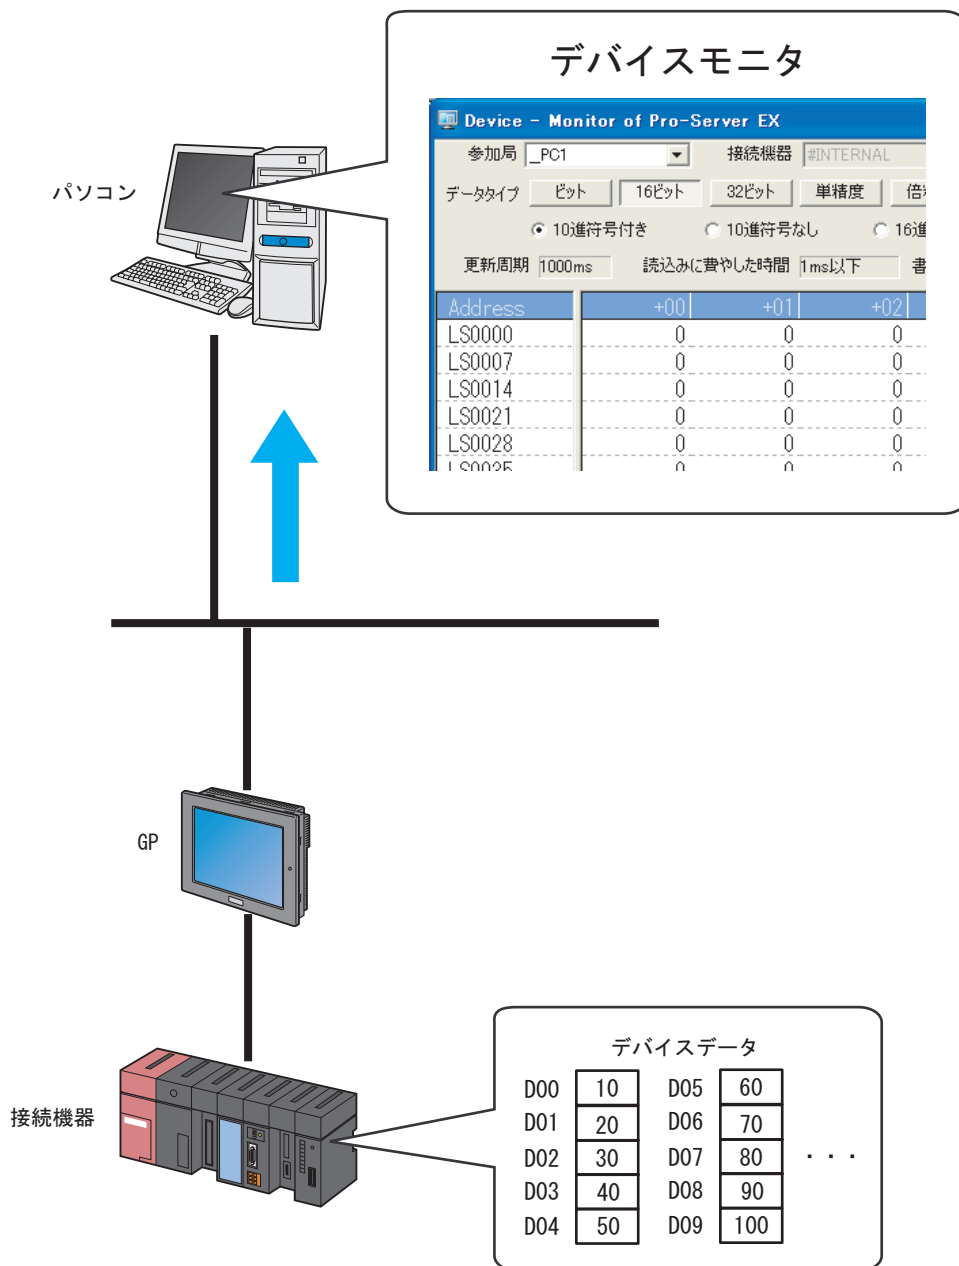 デバイスモニタ
Device - Monitor of Pro-Server EX
参加局 _PC1 接続機器 #INTERNAL
データタイプ ビット 16ビット 32ビット 単精度
10進符号付き 10進符号なし
更新周期 1000ms 読込みに費やした時間 1ms以下
Address +00 +01 +02
LS0000 0 0 0
LS0007 0 0 0
LS0014 0 0 0
LS0021 0 0 0
LS0028 0 0 0
パソコン
GP
接続機器
デバイスデータ
D00 10 D05 60
D01 20 D06 70
D02 30 D07 80 ・・・
D03 40 D08 90
D04 50 D09 100